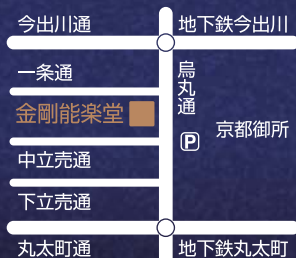 今出川通
地下鉄今出川
一条通
烏丸通
金剛能楽堂
P
京都御所
中立売通
下立売通
丸太町通
地下鉄丸太町